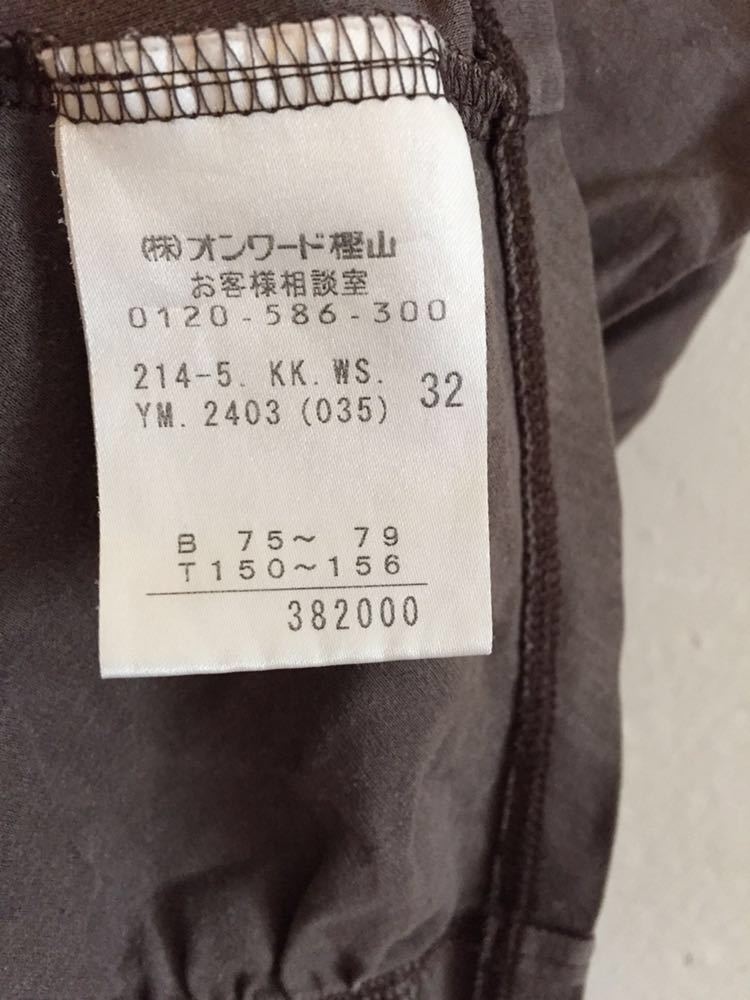 (株)オンワード樫山
お客様相談室
0120-586-300
214-5. KK. WS.
YM. 2403 (035) 32
B 75～ 79
T150～156
382000